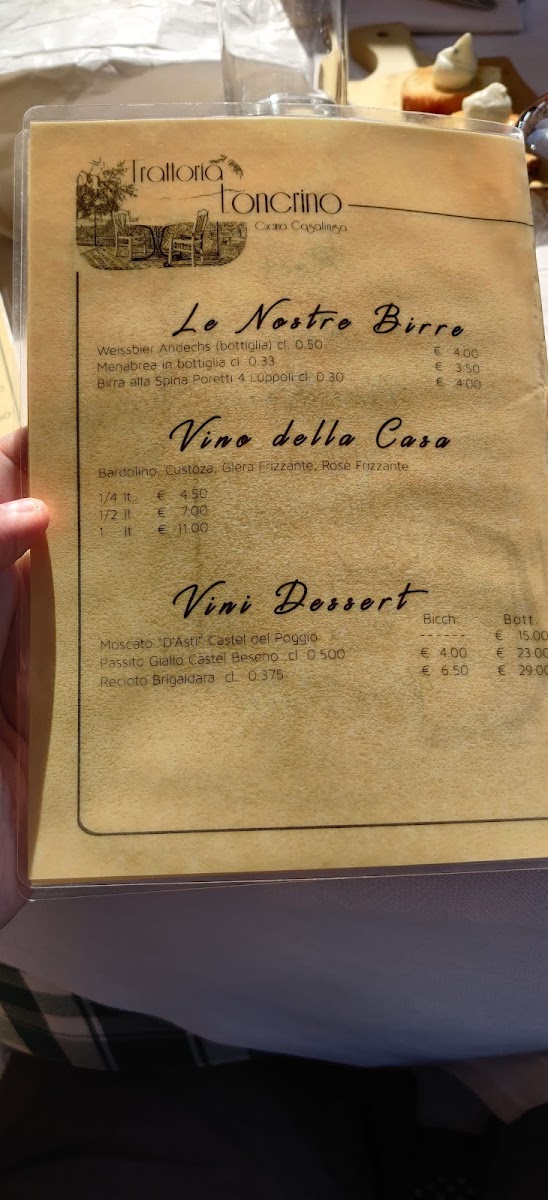 Trattoria
Toncrino
Cucina Casalinga
Le Nostre Birre
Weissbier Andechs (bottiglia) cl. 0.50 € 4.00
Menabrea in bottiglia cl. 0.33 € 3.50
Birra alla Spina Poretti 4 Luppoli cl. 0.30 € 4.00
Vino della Casa
Bardolino, Custoza, Glera Frizzante, Rosè Frizzante
1/4 lt € 4.50
1/2 lt € 7.00
1 lt € 11.00
Vini Dessert
Bicch. Bott.
Moscato "D'Asti" Castel del Poggio ------ € 15.00
Passito Giallo Castel Beseno cl. 0.500 € 4.00 € 23.00
Recioto Brigaldara cl. 0.375 € 6.50 € 29.00